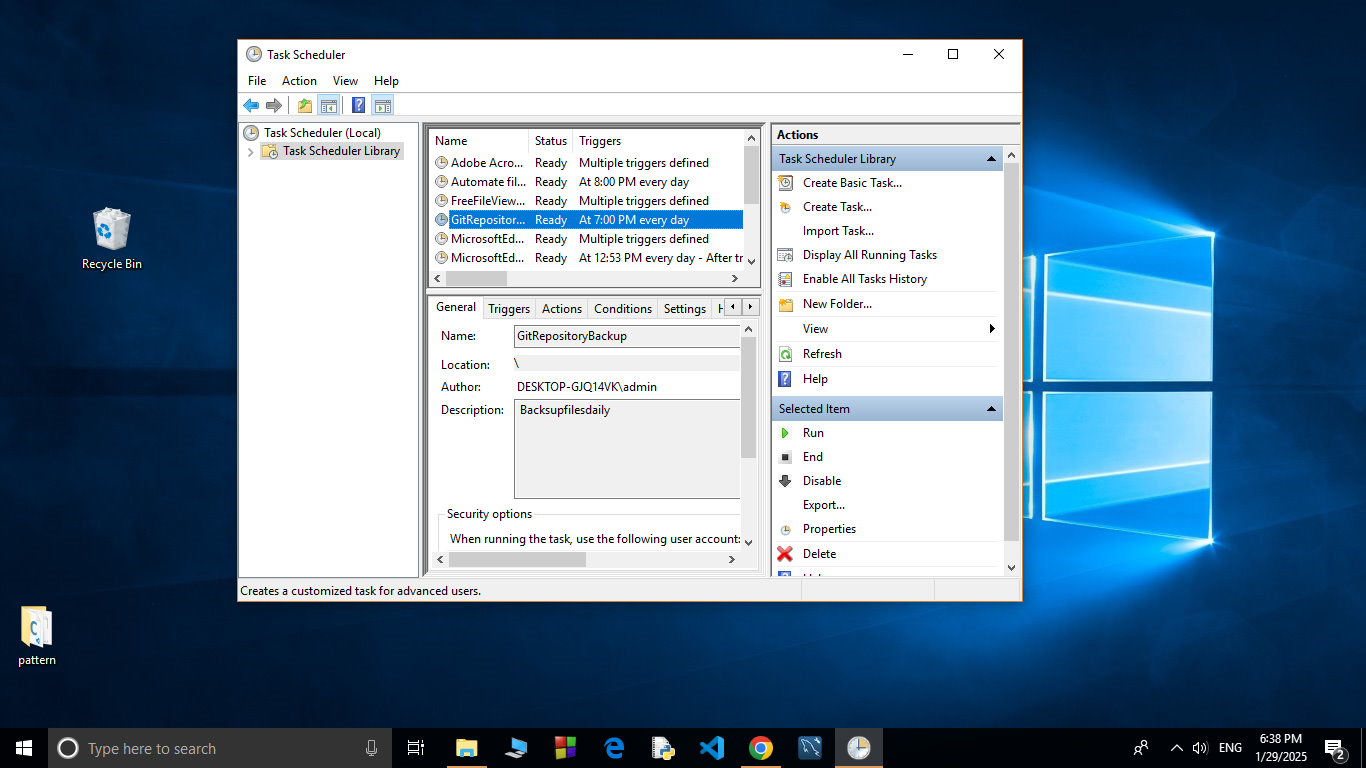 Task Scheduler
File Action View Help
Task Scheduler (Local)
Task Scheduler Library
Name Status Triggers
Adobe Acro... Ready Multiple triggers defined
Automate fil... Ready At 8:00 PM every day
FreeFileView... Ready Multiple triggers defined
GitRepositor... Ready At 7:00 PM every day
MicrosoftEd... Ready Multiple triggers defined
MicrosoftEd... Ready At 12:53 PM every day - After tr
General Triggers Actions Conditions Settings H
Name: GitRepositoryBackup
Location: \
Author: DESKTOP-GJQ14VK\admin
Description: Backsupfilesdaily
Security options
When running the task, use the following user account:
Actions
Task Scheduler Library
Create Basic Task...
Create Task...
Import Task...
Display All Running Tasks
Enable All Tasks History
New Folder...
View
Refresh
Help
Selected Item
Run
End
Disable
Export...
Properties
Delete
Creates a customized task for advanced users.
Recycle Bin
pattern
Type here to search
ENG
6:38 PM
1/29/2025
2